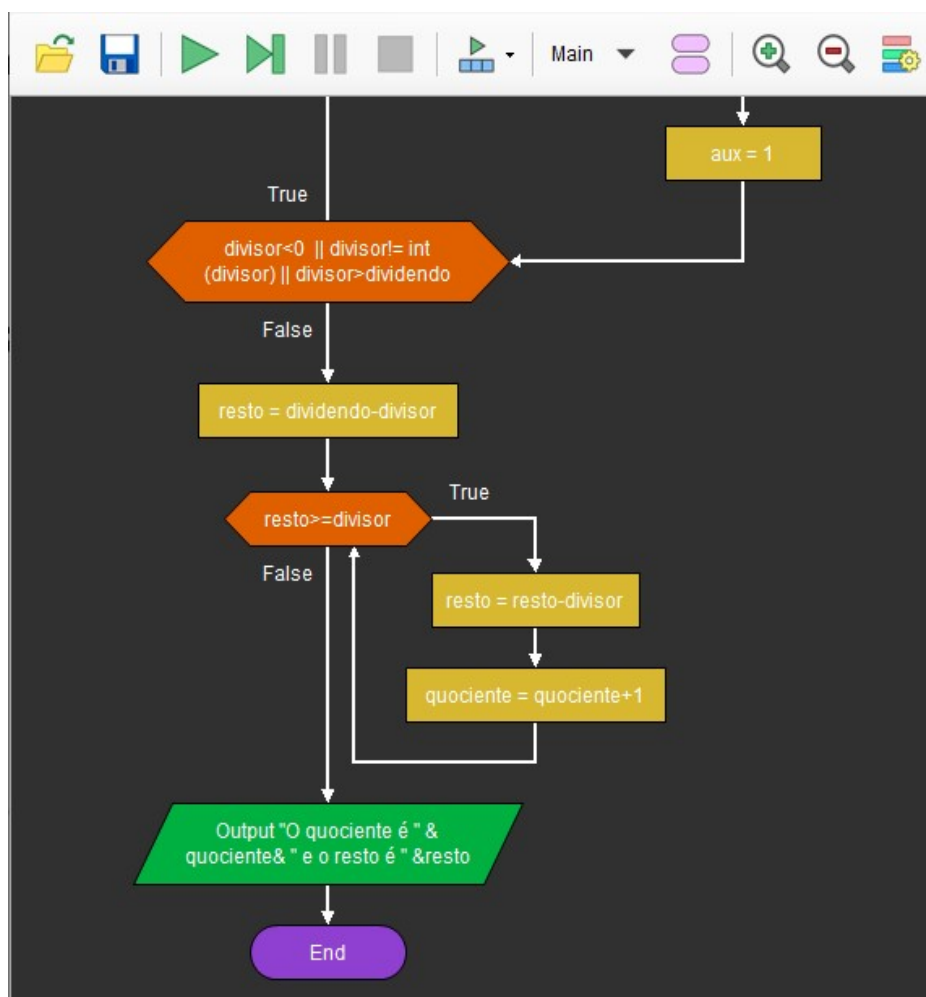 Main
aux = 1
True
divisor<0 || divisor!= int
(divisor) || divisor>dividendo
False
resto = dividendo-divisor
True
resto>=divisor
False
resto = resto-divisor
quociente = quociente+1
Output "O quociente é " &
quociente& " e o resto é " &resto
End